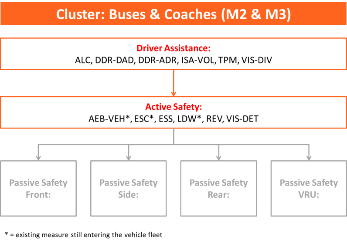 Cluster: Buses & Coaches (M2 & M3)
Driver Assistance:
ALC, DDR-DAD, DDR-ADR, ISA-VOL, TPM, VIS-DIV
Active Safety:
AEB-VEH*, ESC*, ESS, LDW*, REV, VIS-DET
Passive Safety
Front:
Passive Safety
Side:
Passive Safety
Rear:
Passive Safety
VRU:
* = existing measure still entering the vehicle fleet